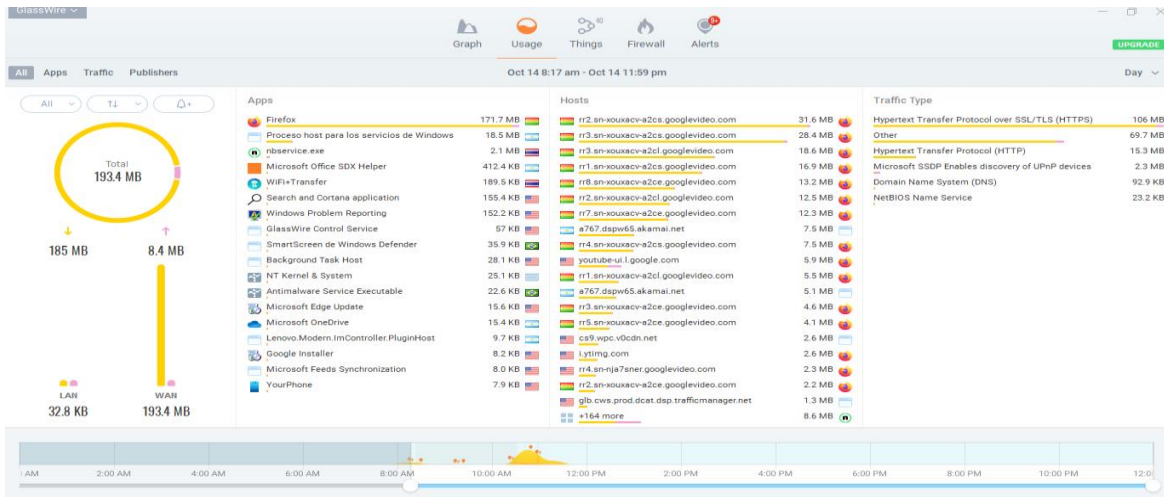 GlassWire
Graph Usage Things Firewall Alerts
9+
UPGRADE
All Apps Traffic Publishers
Oct 14 8:17 am - Oct 14 11:59 pm
Day
All
Total
193.4 MB
185 MB 8.4 MB
LAN WAN
32.8 KB 193.4 MB
Apps
Firefox 171.7 MB
Proceso host para los servicios de Windows 18.5 MB
nbservice.exe 2.1 MB
Microsoft Office SDX Helper 412.4 KB
WiFi+Transfer 189.5 KB
Search and Cortana application 155.4 KB
Windows Problem Reporting 152.2 KB
GlassWire Control Service 57 KB
SmartScreen de Windows Defender 35.9 KB
Background Task Host 28.1 KB
NT Kernel & System 25.1 KB
Antimalware Service Executable 22.6 KB
Microsoft Edge Update 15.6 KB
Microsoft OneDrive 15.4 KB
Lenovo.Modern.ImController.PluginHost 9.7 KB
Google Installer 8.2 KB
Microsoft Feeds Synchronization 8.0 KB
YourPhone 7.9 KB
Hosts
rr2.sn-xouxacv-a2cs.googlevideo.com 31.6 MB
rr3.sn-xouxacv-a2cs.googlevideo.com 28.4 MB
rr3.sn-xouxacv-a2cl.googlevideo.com 18.6 MB
rr1.sn-xouxacv-a2cs.googlevideo.com 16.9 MB
rr8.sn-xouxacv-a2ce.googlevideo.com 13.2 MB
rr2.sn-xouxacv-a2cl.googlevideo.com 12.5 MB
rr7.sn-xouxacv-a2ce.googlevideo.com 12.3 MB
a767.dspw65.akamai.net 7.5 MB
rr4.sn-xouxacv-a2cs.googlevideo.com 7.5 MB
youtube-ui.l.google.com 5.9 MB
rr1.sn-xouxacv-a2cl.googlevideo.com 5.5 MB
a767.dspw65.akamai.net 5.1 MB
rr3.sn-xouxacv-a2ce.googlevideo.com 4.6 MB
rr5.sn-xouxacv-a2ce.googlevideo.com 4.1 MB
cs9.wpc.v0cdn.net 2.6 MB
i.ytimg.com 2.6 MB
rr4.sn-nja7sner.googlevideo.com 2.3 MB
rr2.sn-xouxacv-a2ce.googlevideo.com 2.2 MB
glb.cws.prod.dcat.dsp.trafficmanager.net 1.3 MB
+164 more 8.6 MB
Traffic Type
Hypertext Transfer Protocol over SSL/TLS (HTTPS) 106 MB
Other 69.7 MB
Hypertext Transfer Protocol (HTTP) 15.3 MB
Microsoft SSDP Enables discovery of UPnP devices 2.3 MB
Domain Name System (DNS) 92.9 KB
NetBIOS Name Service 23.2 KB
AM 2:00 AM 4:00 AM 6:00 AM 8:00 AM 10:00 AM 12:00 PM 2:00 PM 4:00 PM 6:00 PM 8:00 PM 10:00 PM 12:0